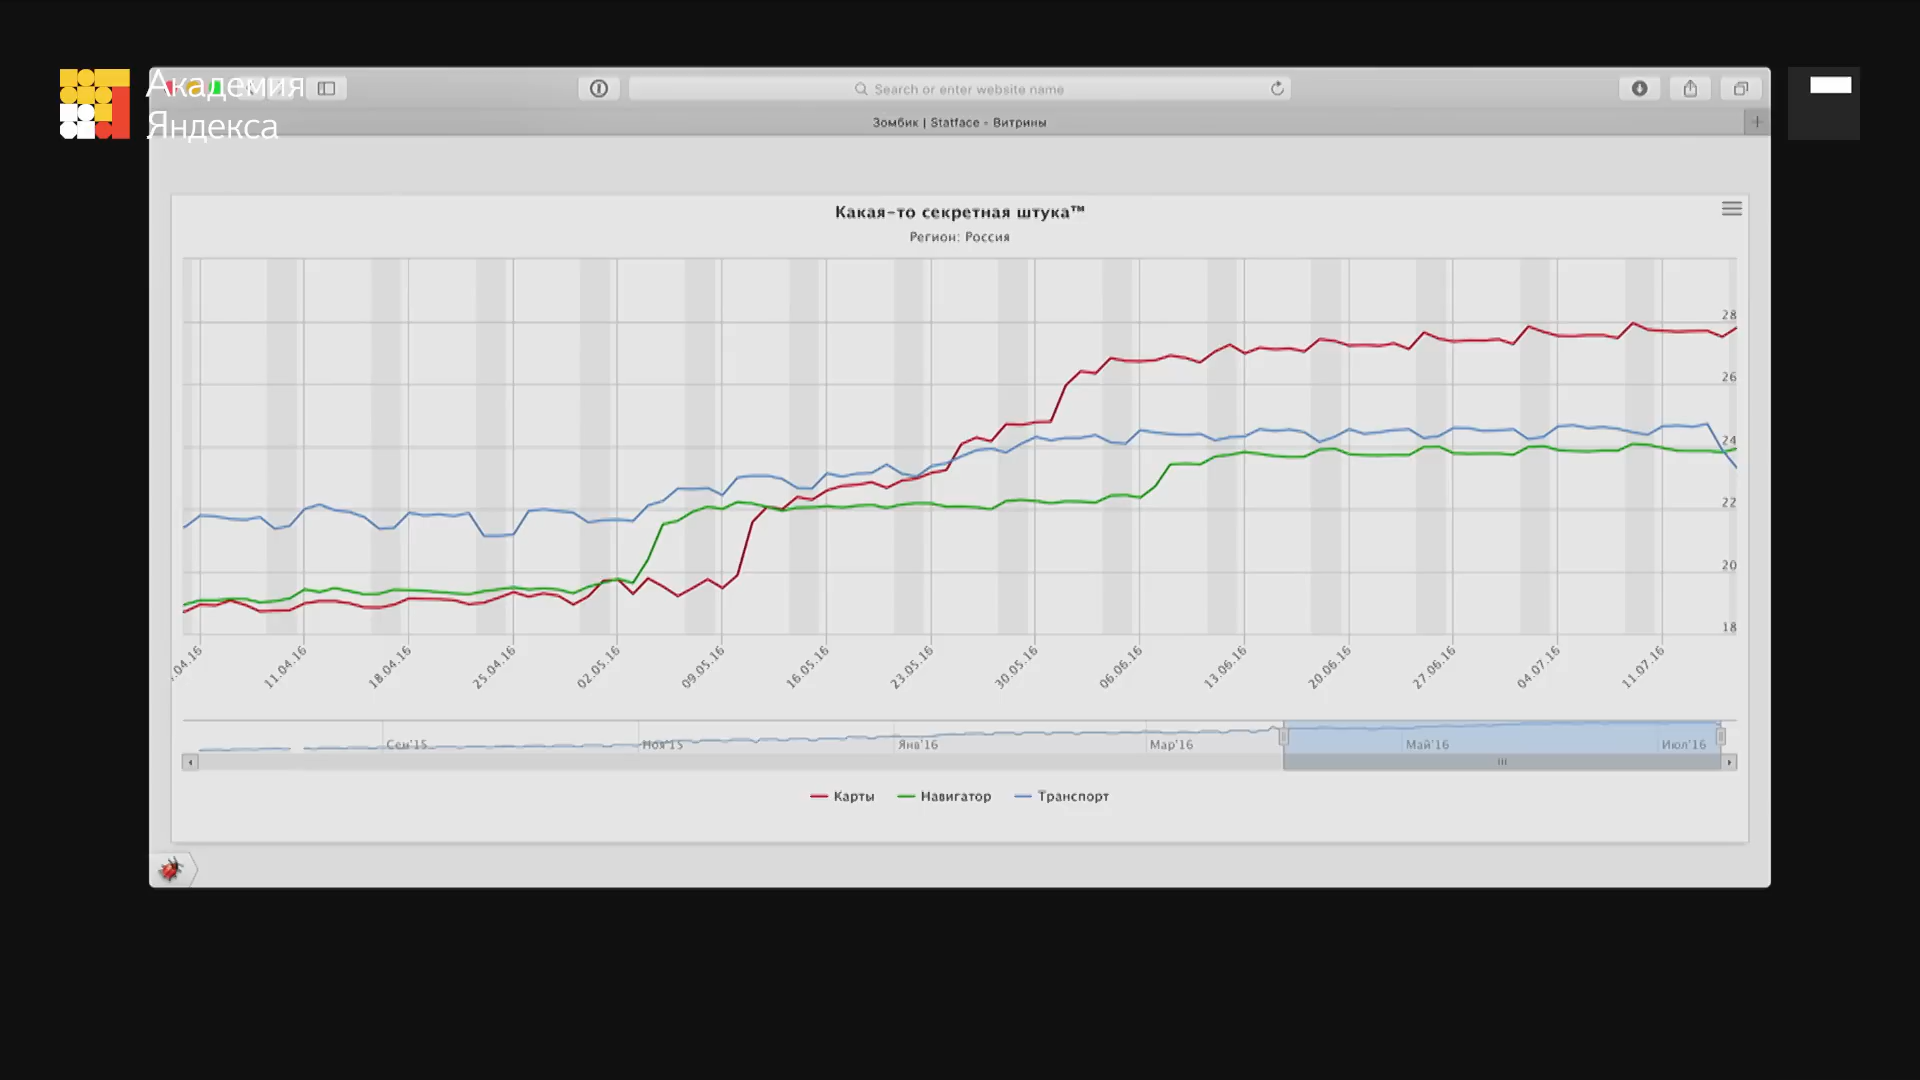 Академия
Яндекса
Search or enter website name
Зомбик | Statface - Витрины
Какая-то секретная штука™
Регион: Россия
28
26
24
22
20
18
.04.16
11.04.16
18.04.16
25.04.16
02.05.16
09.05.16
16.05.16
23.05.16
30.05.16
06.06.16
13.06.16
20.06.16
27.06.16
04.07.16
11.07.16
Сен'15
Ноя'15
Янв'16
Мар'16
Май'16
Июл'16
Карты
Навигатор
Транспорт